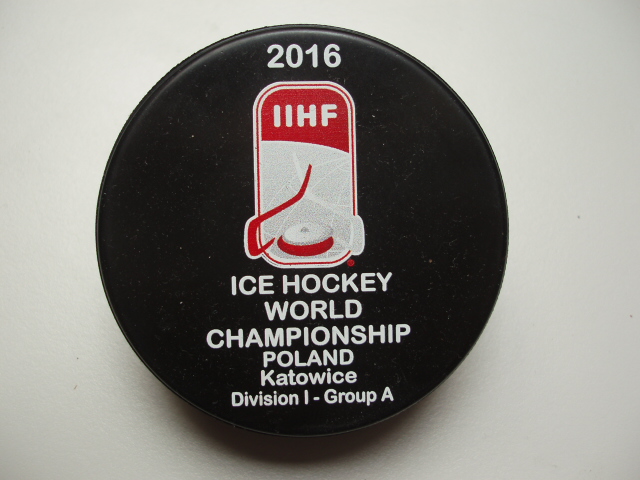 2016
IIHF
ICE HOCKEY
WORLD
CHAMPIONSHIP
POLAND
Katowice
Division I - Group A